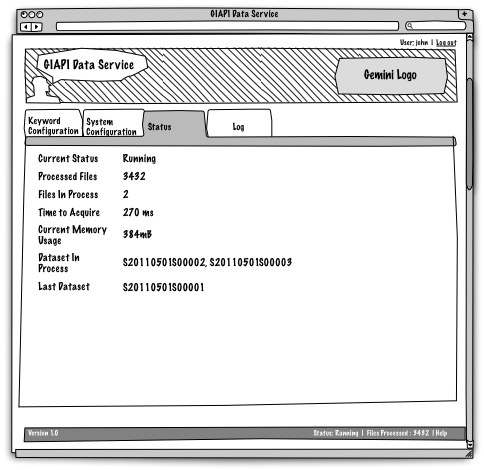 GIAPI Data Service
User: john | Log out
GIAPI Data Service
Gemini Logo
Keyword
Configuration
System
Configuration
Status
Log
Current Status Running
Processed Files 3432
Files In Process 2
Time to Acquire 270 ms
Current Memory
Usage
384mB
Dataset In
Process
S20110501S00002, S20110501S00003
Last Dataset S20110501S00001
Version 1.0
Status: Running | Files Processed : 3432 | Help